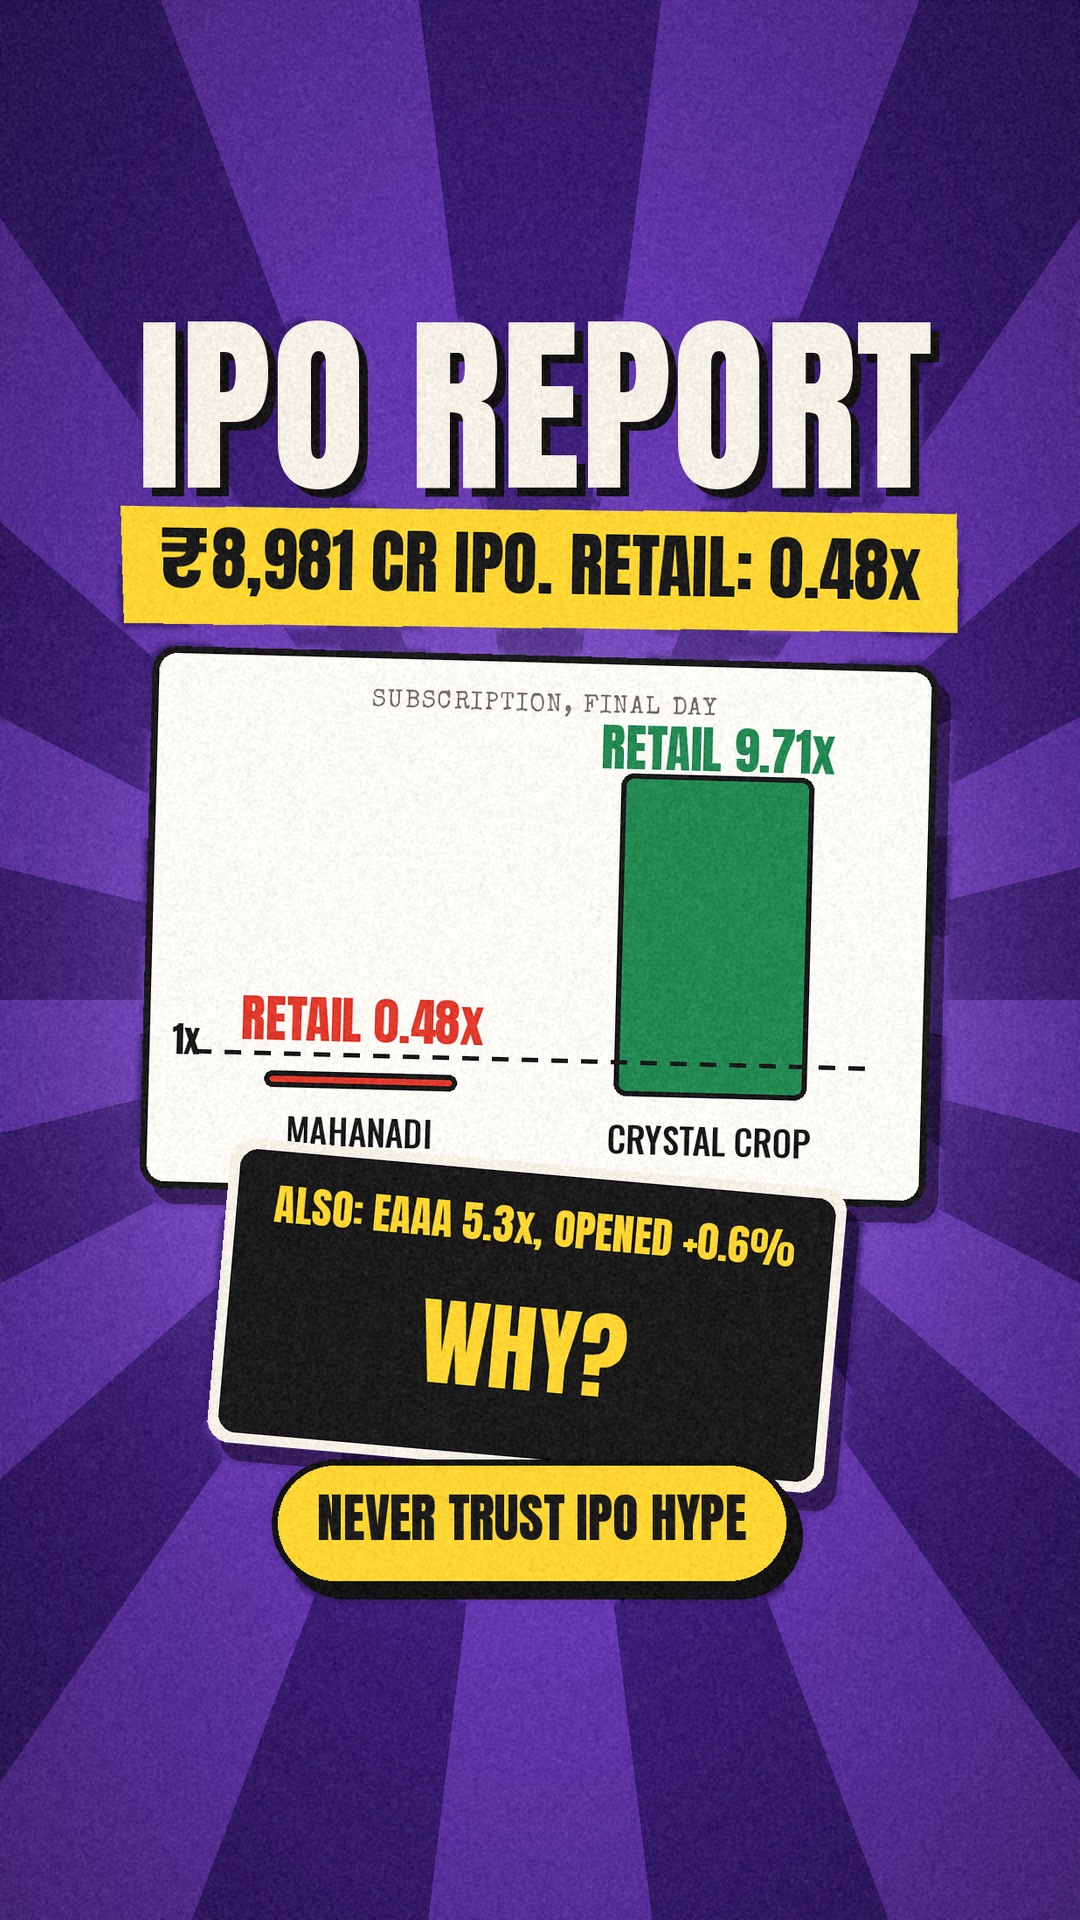 IPO REPORT
₹8,981 CR IPO. RETAIL: 0.48x
SUBSCRIPTION, FINAL DAY
RETAIL 9.71x
RETAIL 0.48x
1x
MAHANADI
CRYSTAL CROP
ALSO: EAAA 5.3x, OPENED +0.6%
WHY?
NEVER TRUST IPO HYPE